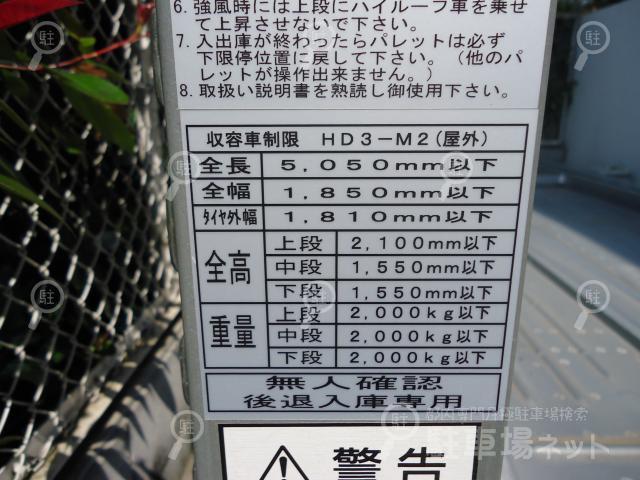 6. 強風時には上段にハイルーフ車を乗せ
て上昇させないで下さい。
7. 入出庫が終わったらパレットは必ず
下限停位置に戻して下さい。（他のパ
レットが操作出来ません。）
8. 取扱い説明書を熟読し御使用下さい。
収容車制限 HD3-M2(屋外)
全長 5,050mm以下
全幅 1,850mm以下
タイヤ外幅 1,810mm以下
全高 上段 2,100mm以下
中段 1,550mm以下
下段 1,550mm以下
重量 上段 2,000kg以下
中段 2,000kg以下
下段 2,000kg以下
無人確認
後退入庫専用
都内専門月極駐車場検索
駐車場ネット
警告